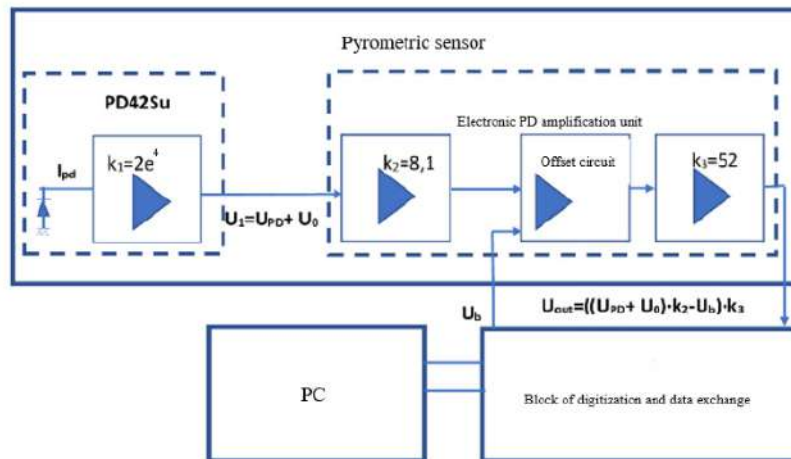 Pyrometric sensor
PD42Su
Electronic PD amplification unit
Ipd
k₁=2e⁴
k₂=8,1
Offset circuit
k₃=52
U₁=UPD+ U₀
Ub
Uout=((UPD+ U₀)·k₂-Ub)·k₃
PC
Block of digitization and data exchange